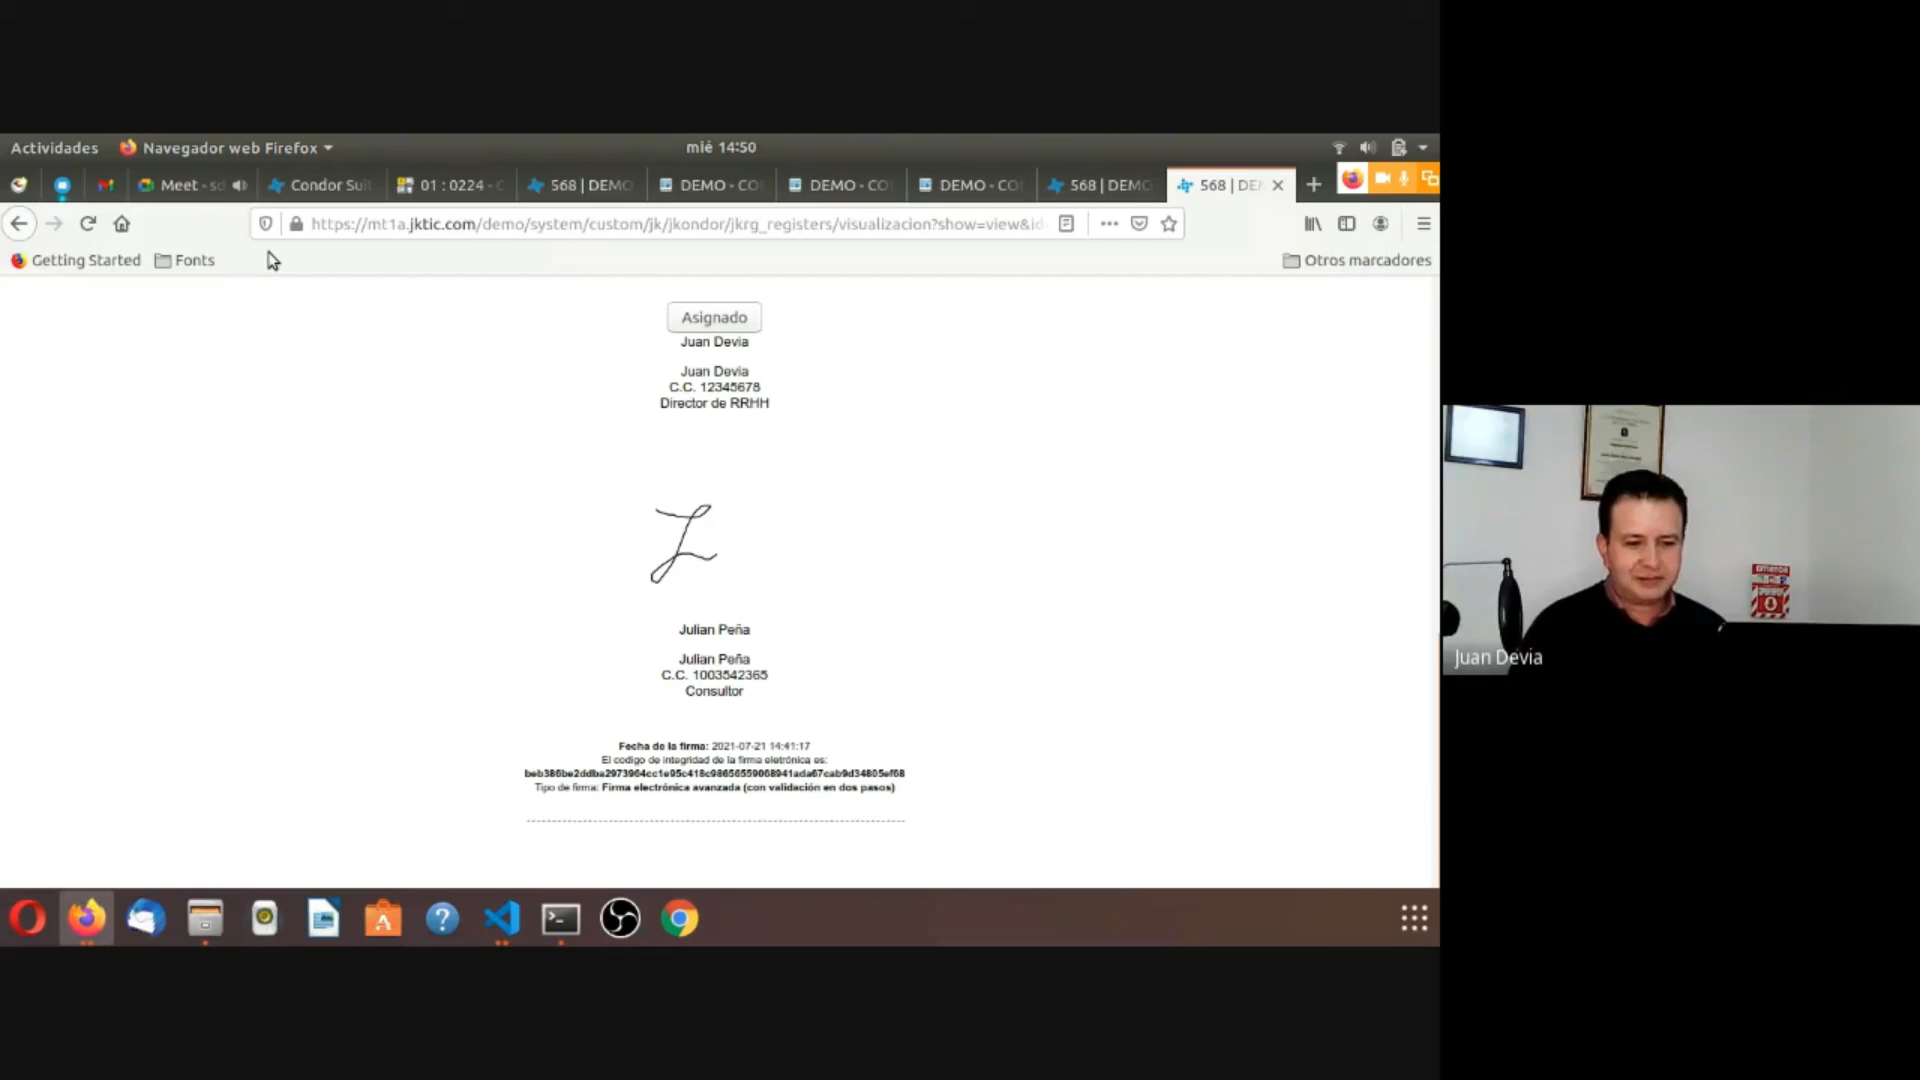 Actividades
Navegador web Firefox
mié 14:50
Meet - sc
Condor Suit
01 : 0224 - C
568 | DEMO
DEMO - CO
DEMO - CO
DEMO - CO
568 | DEMO
568 | DEM
https://mt1a.jktic.com/demo/system/custom/jk/jkondor/jkrg_registers/visualizacion?show=view&id
Getting Started
Fonts
Otros marcadores
Asignado
Juan Devia
Juan Devia
C.C. 12345678
Director de RRHH
Julian Peña
Julian Peña
C.C. 1003542365
Consultor
Fecha de la firma: 2021-07-21 14:41:17
El codigo de integridad de la firma eletrónica es:
Tipo de firma: Firma electrónica avanzada (con validación en dos pasos)
Juan Devia